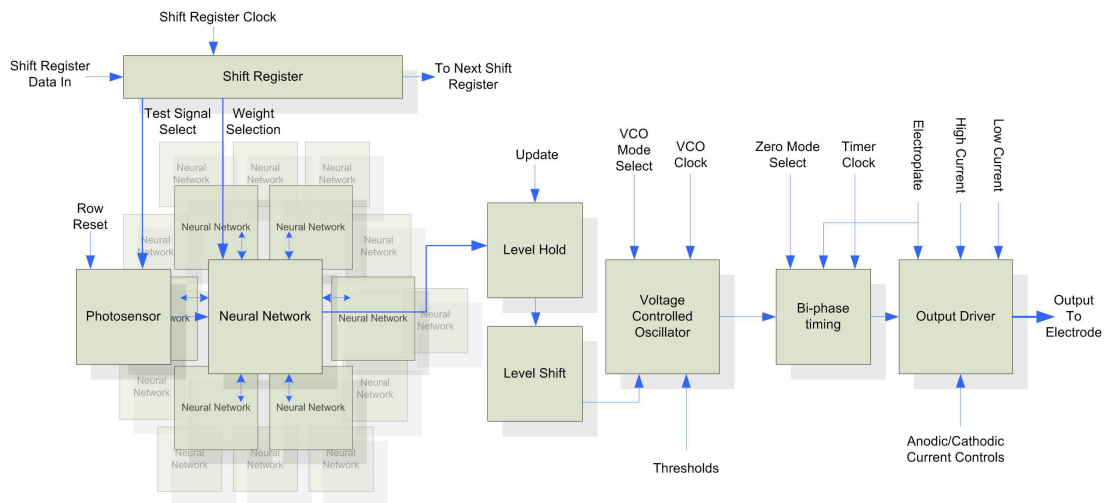 Shift Register Clock
Shift Register
Data In
Shift Register
To Next Shift
Register
Test Signal
Select
Weight
Selection
Neural
Network
Neural
Network
Neural
Network
Row
Reset
Neural
Network
Neural Network
Neural Network
Neural
Network
Photosensor
Network
Neural Network
Neural Network
Neural
Network
Neural
Network
Neural Network
Neural Network
Neural
Network
Neural
Network
Neural
Network
Neural
Network
Update
Level Hold
Level Shift
VCO
Mode
Select
VCO
Clock
Voltage
Controlled
Oscillator
Thresholds
Zero Mode
Select
Timer
Clock
Bi-phase
timing
Electroplate
High Current
Low Current
Output Driver
Output
To
Electrode
Anodic/Cathodic
Current Controls